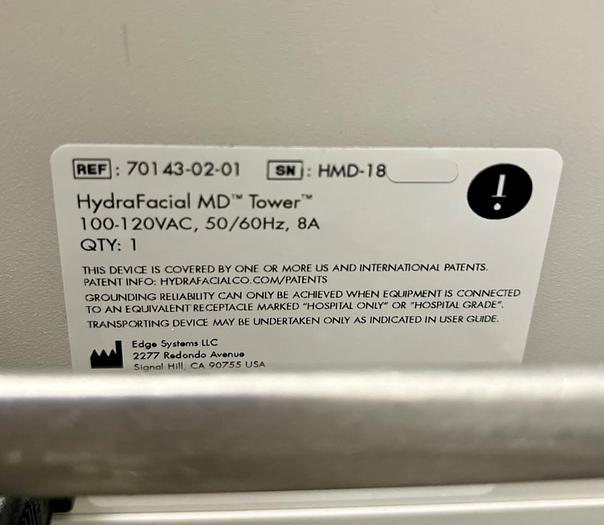 REF : 70143-02-01 SN : HMD-18
HydraFacial MD™ Tower™
100-120VAC, 50/60Hz, 8A
QTY: 1
THIS DEVICE IS COVERED BY ONE OR MORE US AND INTERNATIONAL PATENTS.
PATENT INFO: HYDRAFACIALCO.COM/PATENTS
GROUNDING RELIABILITY CAN ONLY BE ACHIEVED WHEN EQUIPMENT IS CONNECTED
TO AN EQUIVALENT RECEPTACLE MARKED "HOSPITAL ONLY" OR "HOSPITAL GRADE".
TRANSPORTING DEVICE MAY BE UNDERTAKEN ONLY AS INDICATED IN USER GUIDE.
Edge Systems LLC
2277 Redondo Avenue
Signal Hill, CA 90755 USA